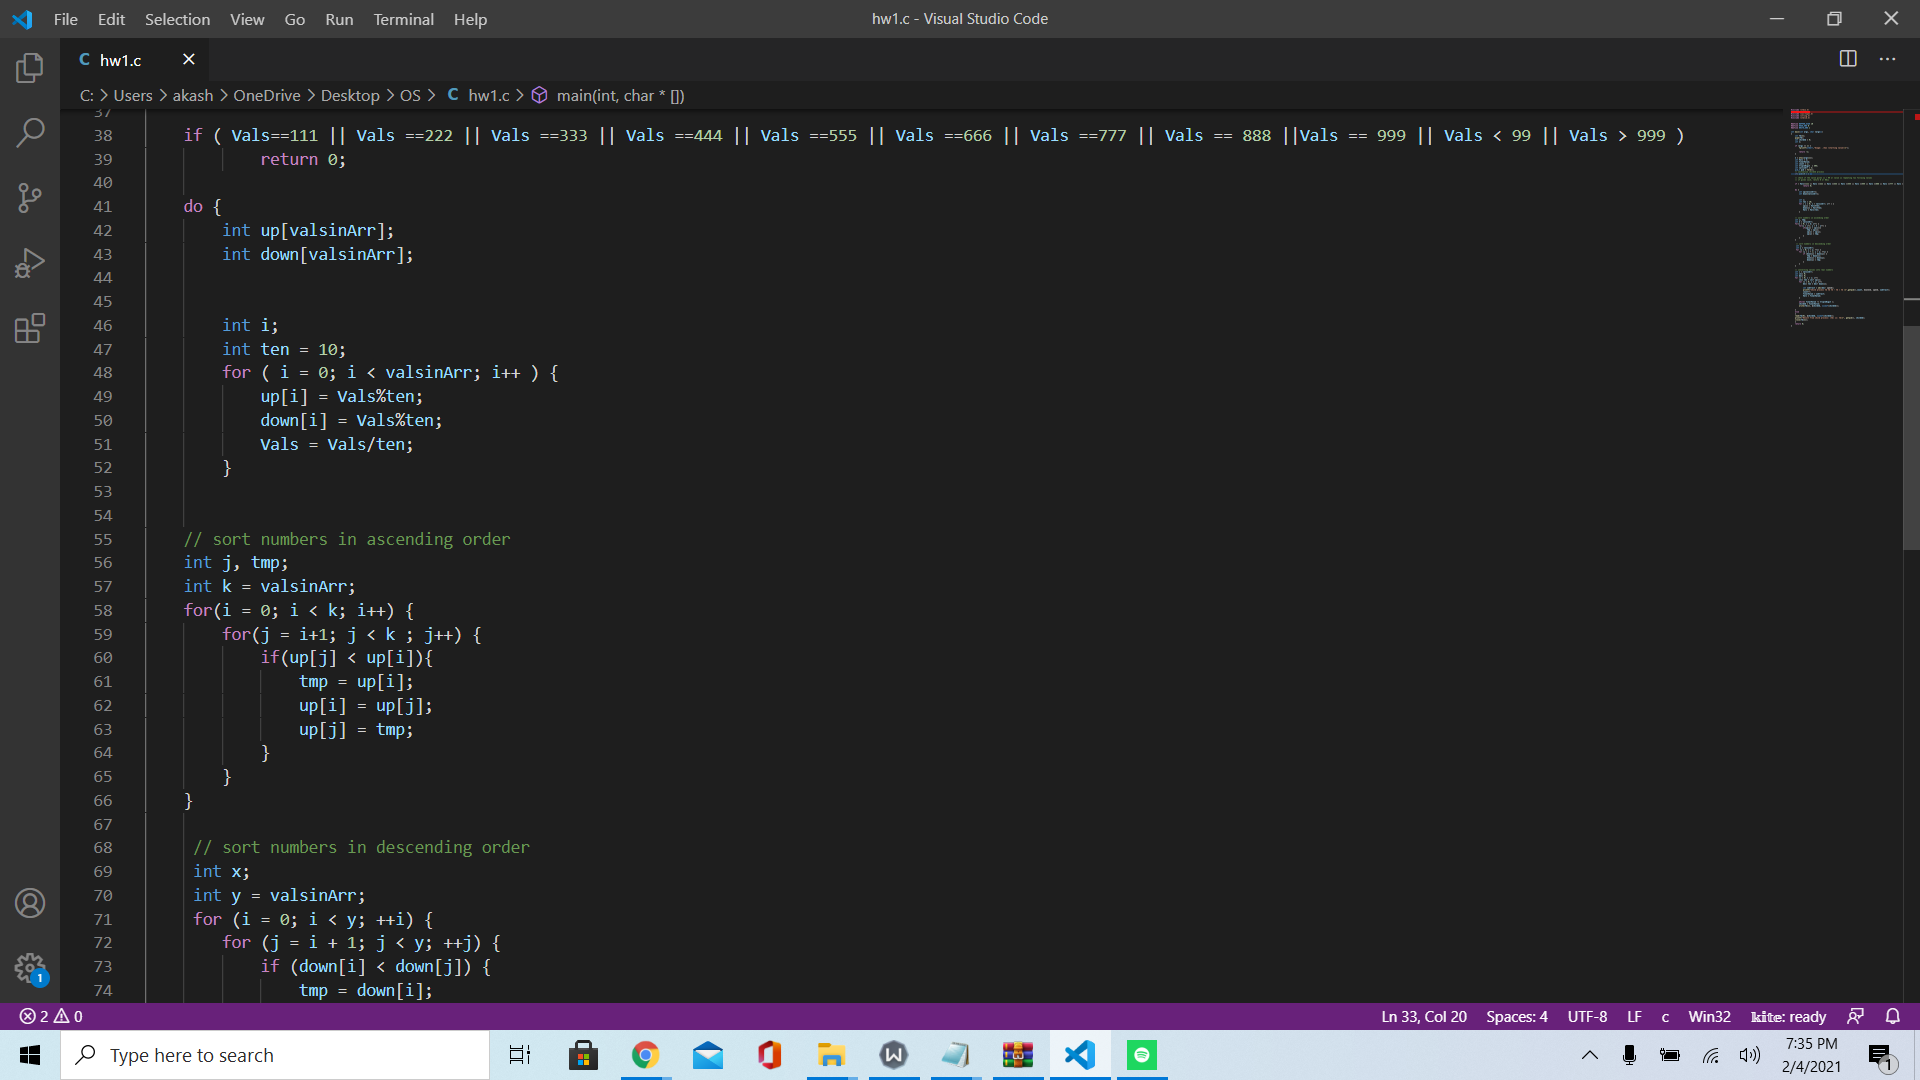 File Edit Selection View Go Run Terminal Help
hw1.c - Visual Studio Code
C hw1.c
C: > Users > akash > OneDrive > Desktop > OS > C hw1.c > main(int, char * [])
37
38 if ( Vals==111 || Vals ==222 || Vals ==333 || Vals ==444 || Vals ==555 || Vals ==666 || Vals ==777 || Vals == 888 ||Vals == 999 || Vals < 99 || Vals > 999 )
39 return 0;
40
41 do {
42 int up[valsinArr];
43 int down[valsinArr];
44
45
46 int i;
47 int ten = 10;
48 for ( i = 0; i < valsinArr; i++ ) {
49 up[i] = Vals%ten;
50 down[i] = Vals%ten;
51 Vals = Vals/ten;
52 }
53
54
55 // sort numbers in ascending order
56 int j, tmp;
57 int k = valsinArr;
58 for(i = 0; i < k; i++) {
59 for(j = i+1; j < k ; j++) {
60 if(up[j] < up[i]){
61 tmp = up[i];
62 up[i] = up[j];
63 up[j] = tmp;
64 }
65 }
66 }
67
68 // sort numbers in descending order
69 int x;
70 int y = valsinArr;
71 for (i = 0; i < y; ++i) {
72 for (j = i + 1; j < y; ++j) {
73 if (down[i] < down[j]) {
74 tmp = down[i];
1
2 0
Ln 33, Col 20 Spaces: 4 UTF-8 LF c Win32 kite: ready
Type here to search
7:35 PM
2/4/2021
1